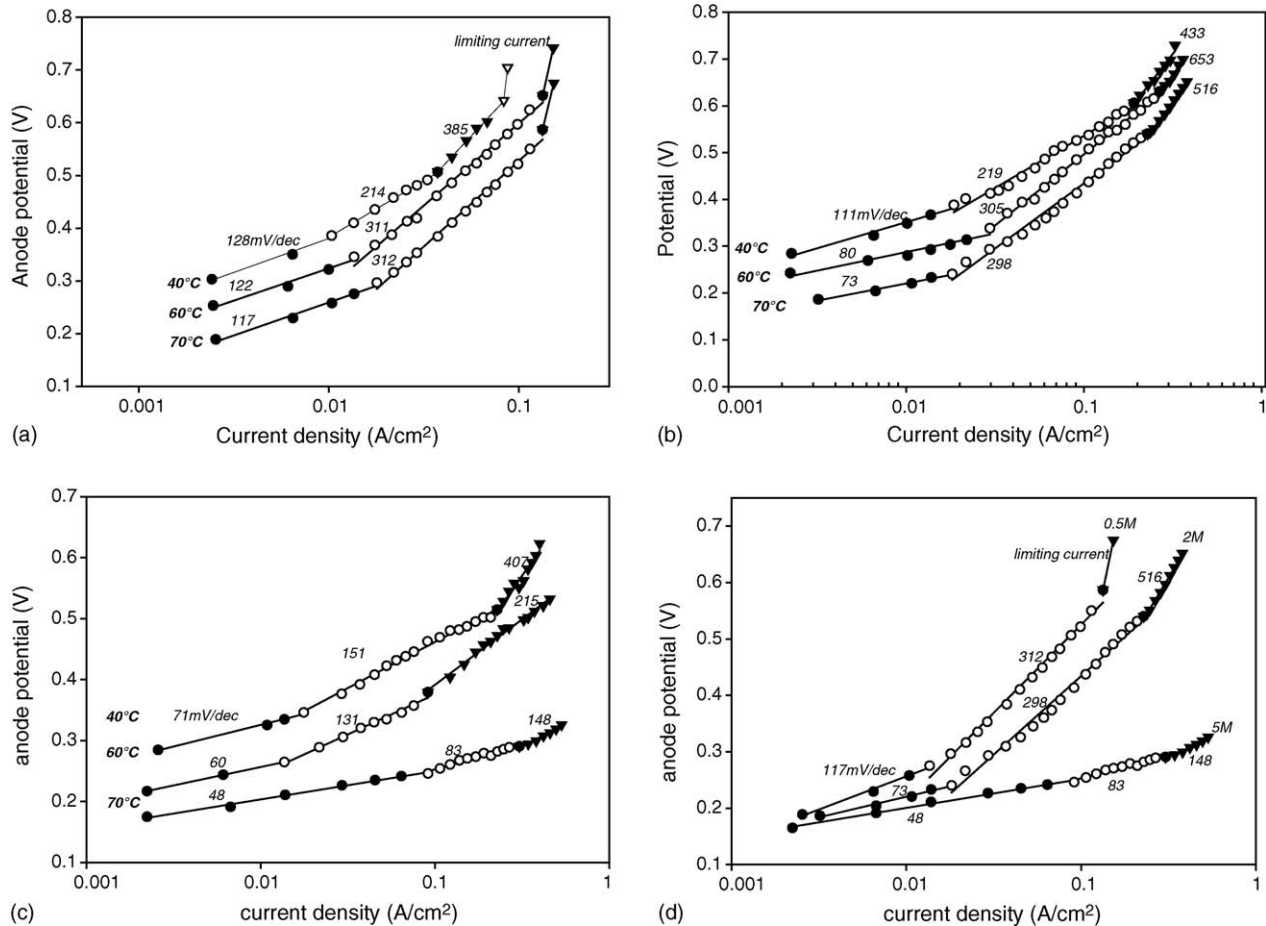 0.8
0.7
0.6
0.5
0.4
0.3
0.2
0.1
Anode potential (V)
limiting current
385
214
311
128mV/dec
312
40°C
122
60°C
117
70°C
0.001
0.01
0.1
(a)
Current density (A/cm²)
0.8
0.7
0.6
0.5
0.4
0.3
0.2
0.1
0.0
Potential (V)
433
653
516
219
111mV/dec
305
40°C
80
298
60°C
73
70°C
0.001
0.01
0.1
1
(b)
Current density (A/cm²)
0.7
0.6
0.5
0.4
0.3
0.2
0.1
anode potential (V)
407
215
151
40°C
71mV/dec
131
60°C
148
60
83
70°C
48
0.001
0.01
0.1
1
(c)
current density (A/cm²)
0.7
0.6
0.5
0.4
0.3
0.2
0.1
anode potential (V)
0.5M
2M
limiting current
516
312
298
5M
117mV/dec
148
73
83
48
0.001
0.01
0.1
1
(d)
current density (A/cm²)